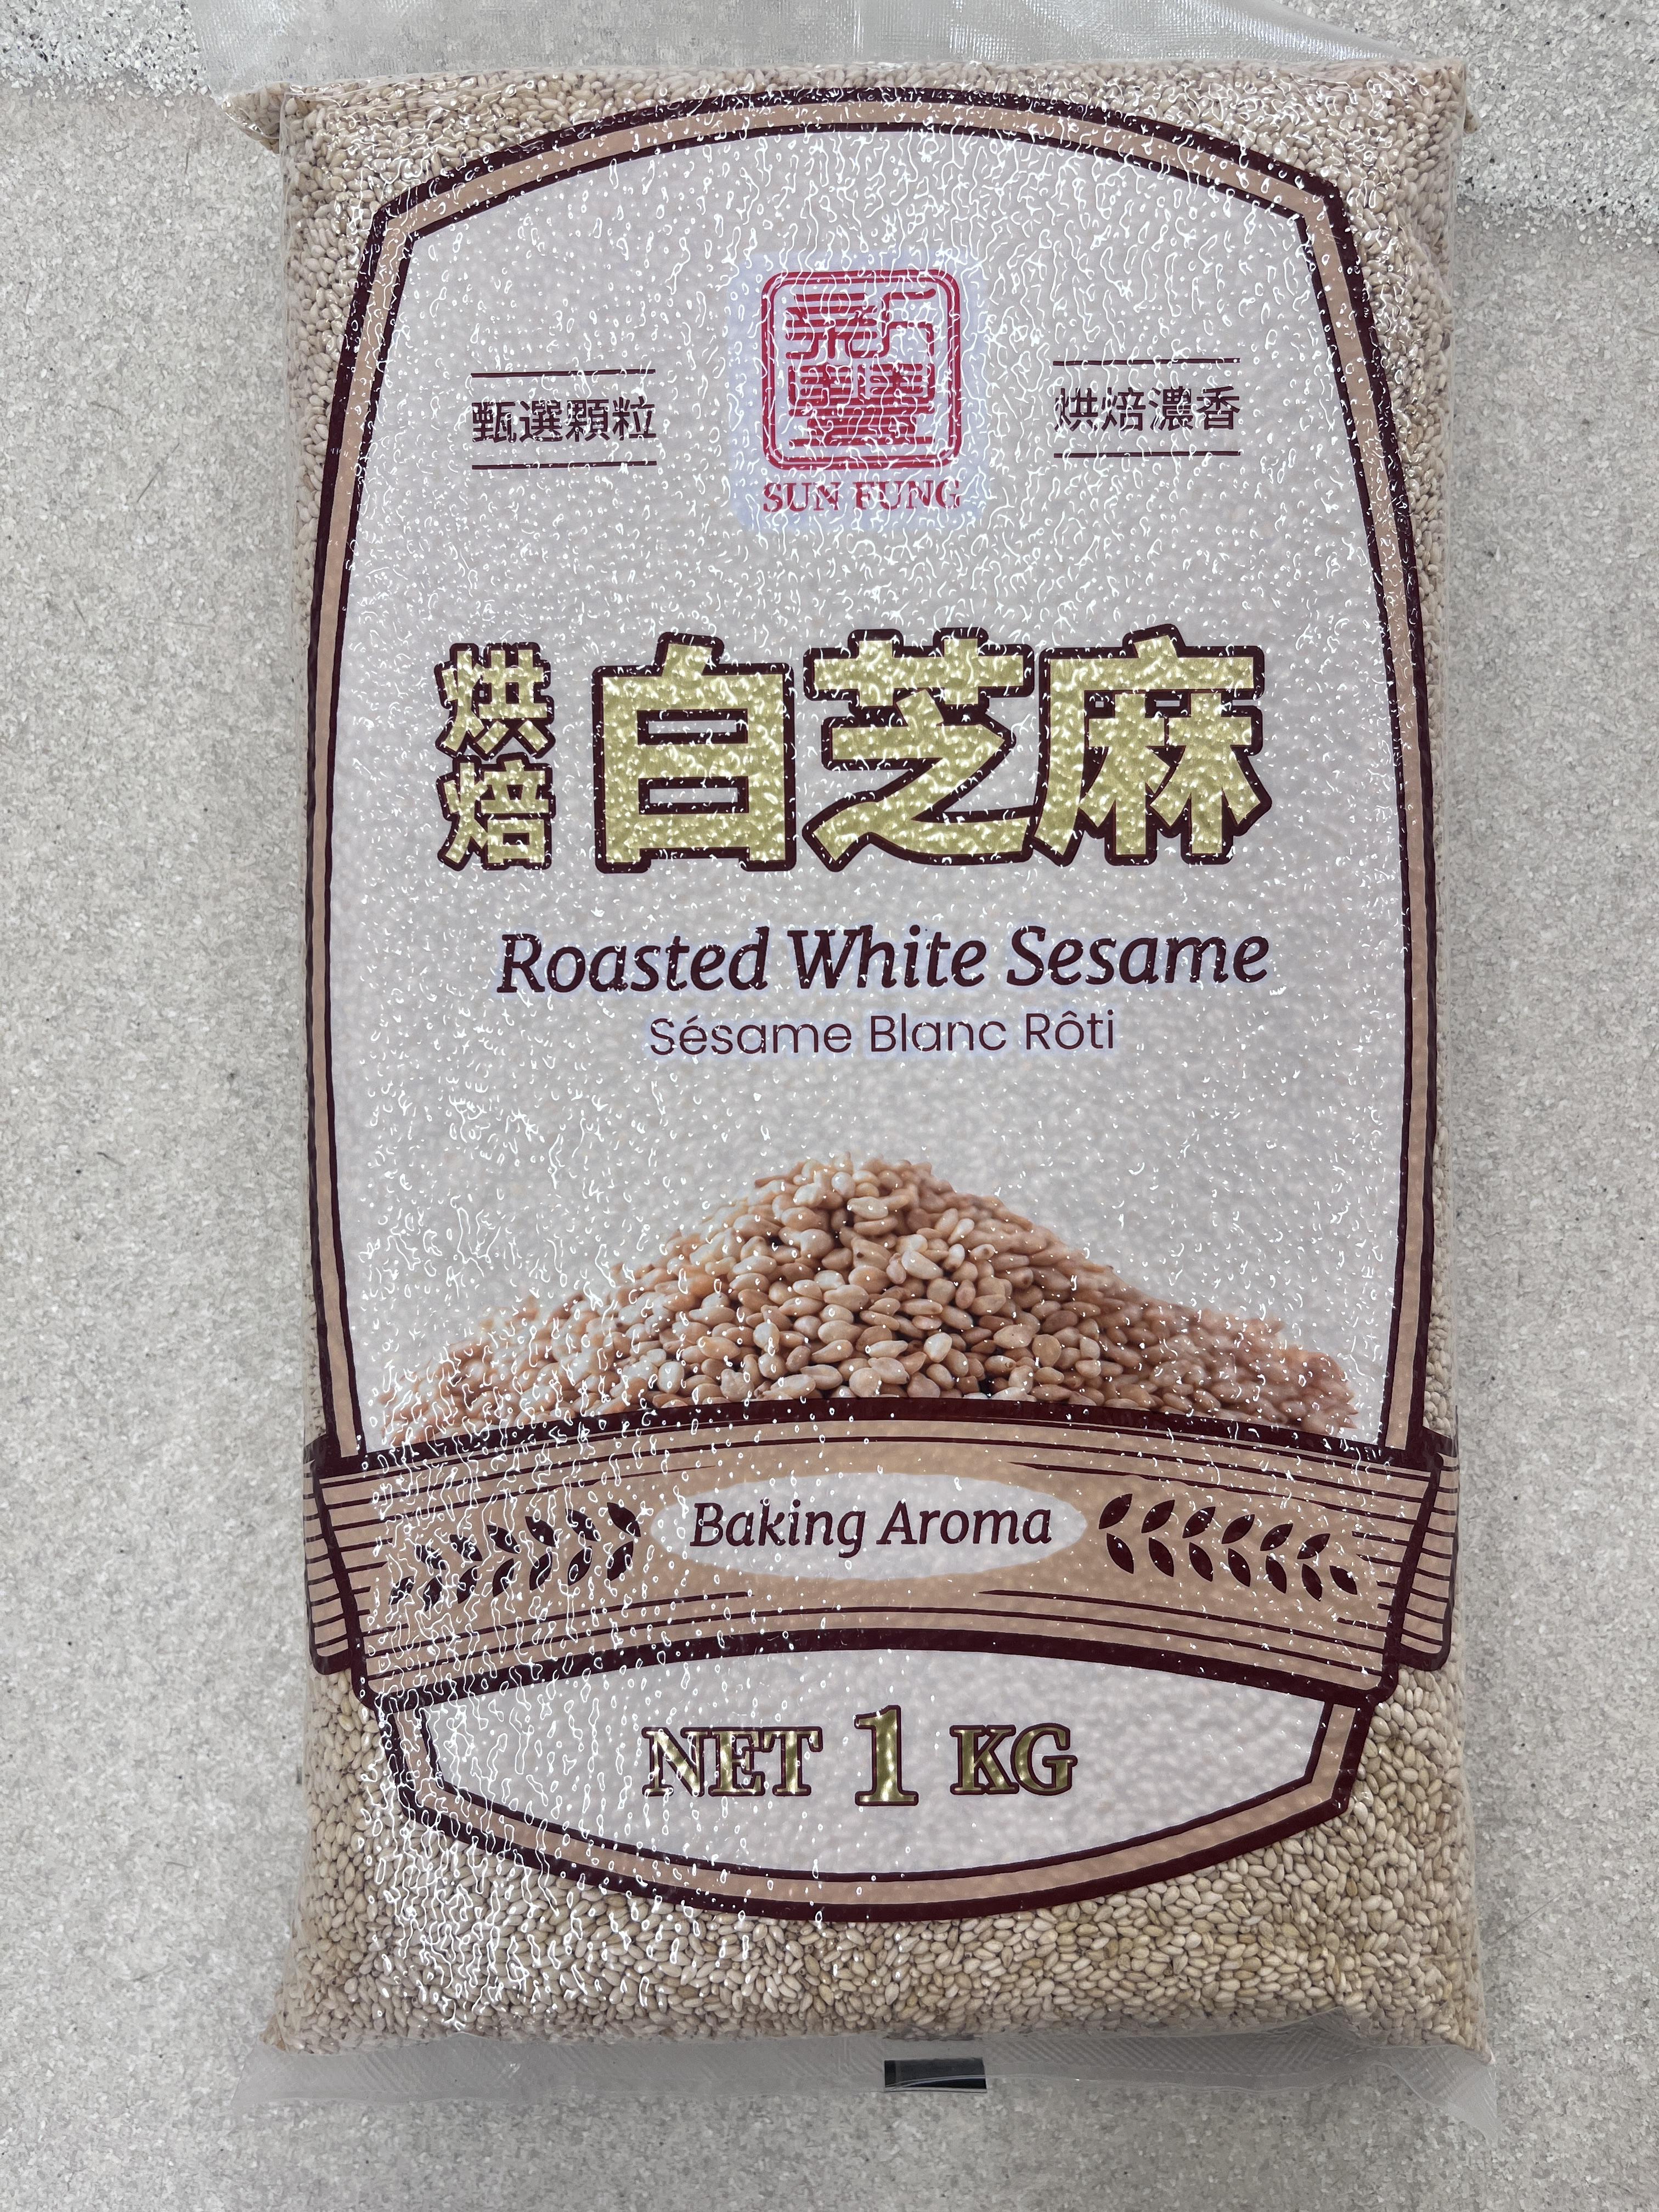 新豐
SUN FUNG
甄選顆粒
烘焙濃香
烘焙
白芝麻
Roasted White Sesame
Sésame Blanc Rôti
Baking Aroma
NET 1 KG